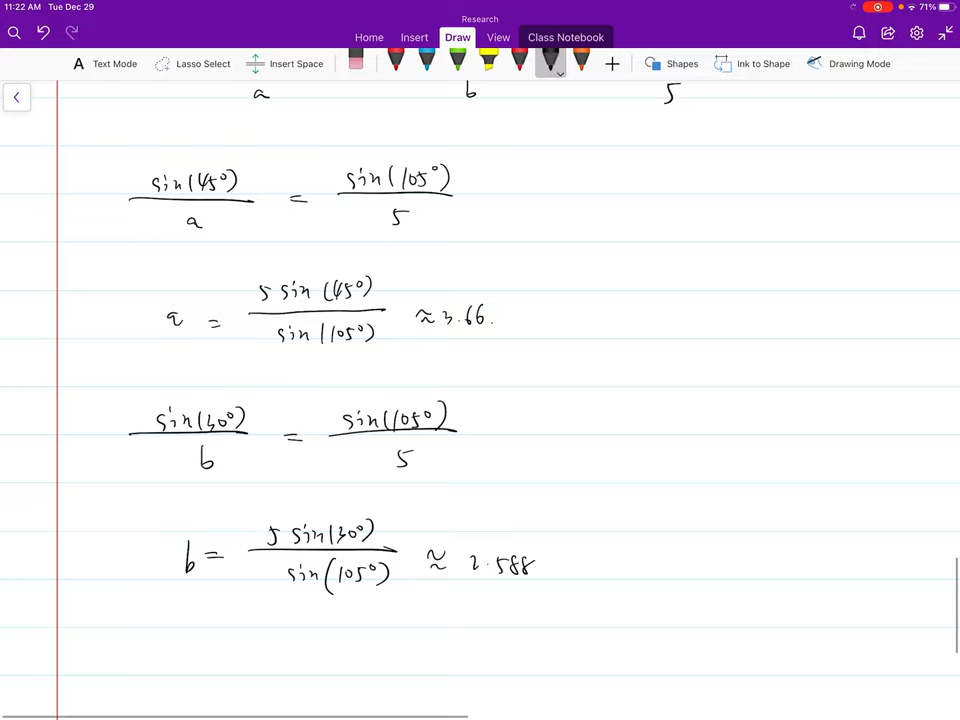 11:22 AM Tue Dec 29
71%
Research
Home Insert Draw View Class Notebook
Text Mode Lasso Select Insert Space Shapes Ink to Shape Drawing Mode
a b 5
sin(45°) = sin(105°)
a 5
5 sin(45°)
a = ≈ 3.66.
sin(105°)
sin(30°) = sin(105°)
b 5
5 sin(30°)
b = ≈ 2.588
sin(105°)